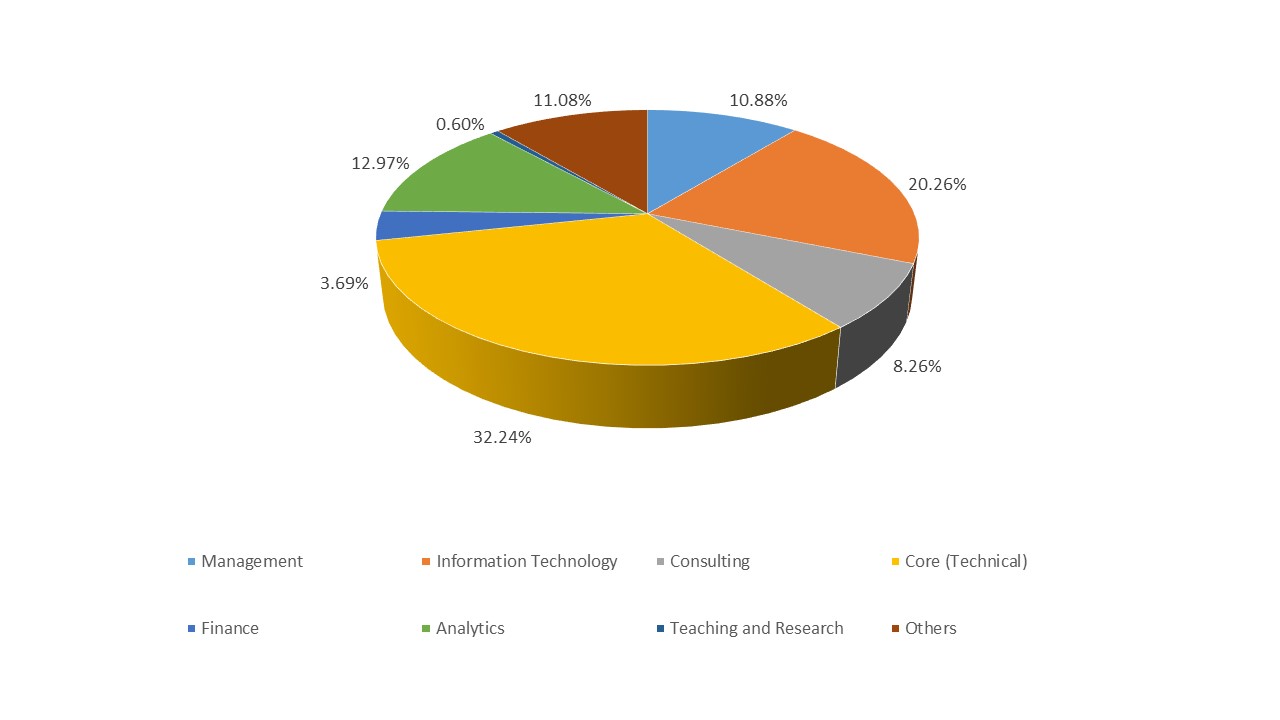 11.08%
10.88%
0.60%
12.97%
20.26%
3.69%
8.26%
32.24%
Management
Information Technology
Consulting
Core (Technical)
Finance
Analytics
Teaching and Research
Others